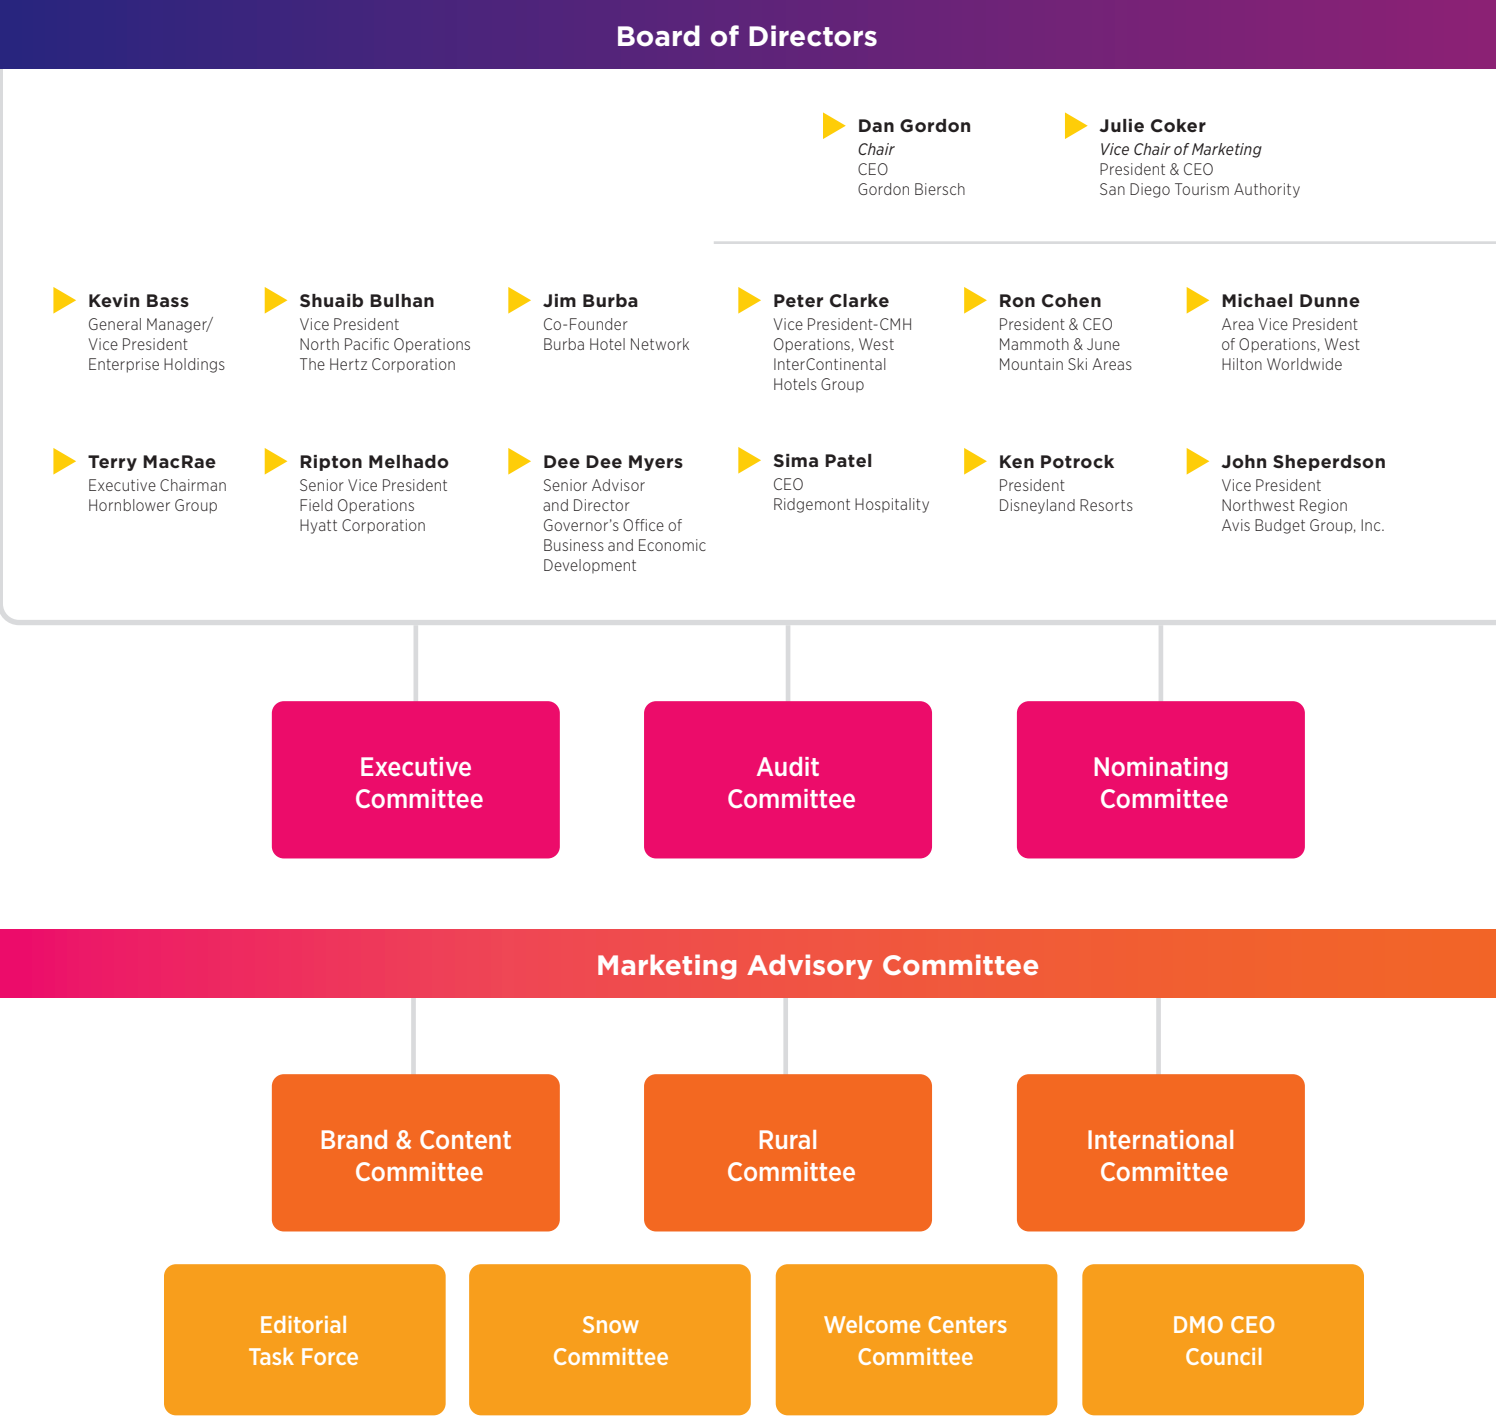 Board of Directors
Dan Gordon
Chair
CEO
Gordon Biersch
Julie Coker
Vice Chair of Marketing
President & CEO
San Diego Tourism Authority
Kevin Bass
General Manager/
Vice President
Enterprise Holdings
Shuaib Bulhan
Vice President
North Pacific Operations
The Hertz Corporation
Jim Burba
Co-Founder
Burba Hotel Network
Peter Clarke
Vice President-CMH
Operations, West
InterContinental
Hotels Group
Ron Cohen
President & CEO
Mammoth & June
Mountain Ski Areas
Michael Dunne
Area Vice President
of Operations, West
Hilton Worldwide
Terry MacRae
Executive Chairman
Hornblower Group
Ripton Melhado
Senior Vice President
Field Operations
Hyatt Corporation
Dee Dee Myers
Senior Advisor
and Director
Governor’s Office of
Business and Economic
Development
Sima Patel
CEO
Ridgemont Hospitality
Ken Potrock
President
Disneyland Resorts
John Sheperdson
Vice President
Northwest Region
Avis Budget Group, Inc.
Executive
Committee
Audit
Committee
Nominating
Committee
Marketing Advisory Committee
Brand & Content
Committee
Rural
Committee
International
Committee
Editorial
Task Force
Snow
Committee
Welcome Centers
Committee
DMO CEO
Council